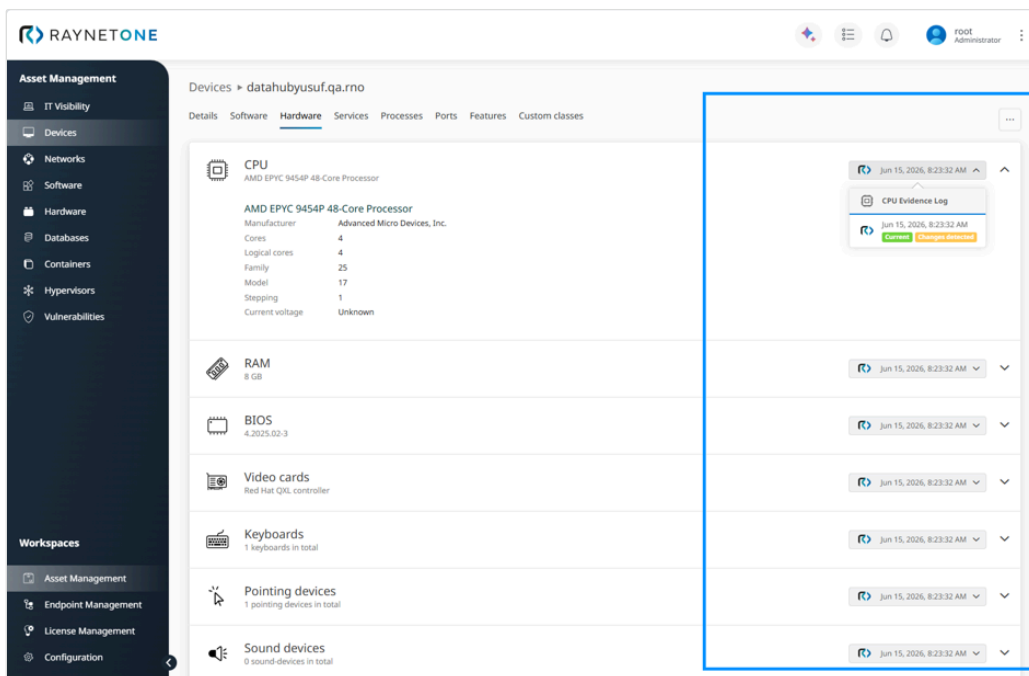 RAYNETONE
root
Administrator
Asset Management
IT Visibility
Devices
Networks
Software
Hardware
Databases
Containers
Hypervisors
Vulnerabilities
Workspaces
Asset Management
Endpoint Management
License Management
Configuration
Devices ▸ datahubyusuf.qa.rno
Details Software Hardware Services Processes Ports Features Custom classes
CPU
AMD EPYC 9454P 48-Core Processor
Jun 15, 2026, 8:23:32 AM
CPU Evidence Log
Jun 15, 2026, 8:23:32 AM
Current Changes detected
AMD EPYC 9454P 48-Core Processor
Manufacturer Advanced Micro Devices, Inc.
Cores 4
Logical cores 4
Family 25
Model 17
Stepping 1
Current voltage Unknown
RAM
8 GB
Jun 15, 2026, 8:23:32 AM
BIOS
4.2025.02-3
Jun 15, 2026, 8:23:32 AM
Video cards
Red Hat QXL controller
Jun 15, 2026, 8:23:32 AM
Keyboards
1 keyboards in total
Jun 15, 2026, 8:23:32 AM
Pointing devices
1 pointing devices in total
Jun 15, 2026, 8:23:32 AM
Sound devices
0 sound-devices in total
Jun 15, 2026, 8:23:32 AM